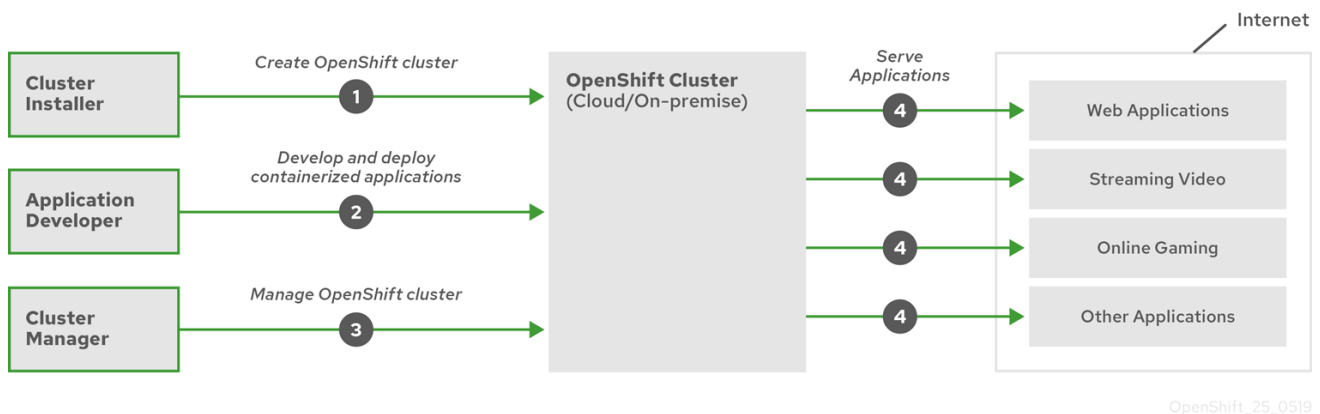 Internet
Cluster
Installer
Create OpenShift cluster
1
OpenShift Cluster
(Cloud/On-premise)
Serve
Applications
4
Web Applications
Application
Developer
Develop and deploy
containerized applications
2
4
Streaming Video
4
Online Gaming
Cluster
Manager
Manage OpenShift cluster
3
4
Other Applications
OpenShift_25_0519